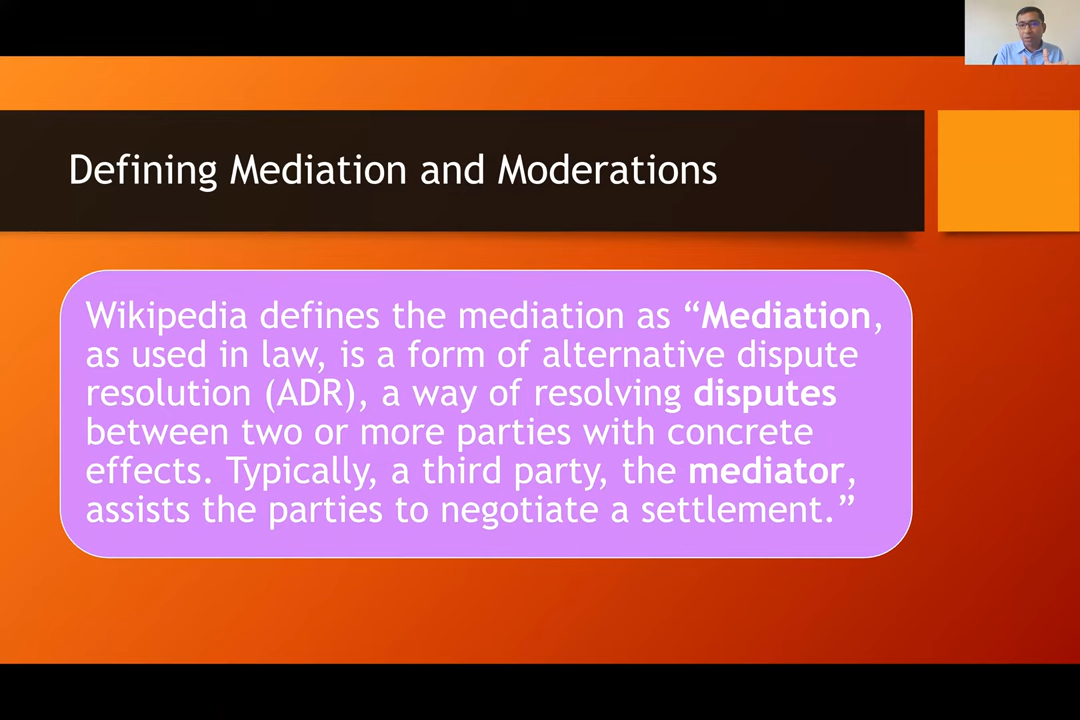 Defining Mediation and Moderations
Wikipedia defines the mediation as “Mediation,
as used in law, is a form of alternative dispute
resolution (ADR), a way of resolving disputes
between two or more parties with concrete
effects. Typically, a third party, the mediator,
assists the parties to negotiate a settlement.”